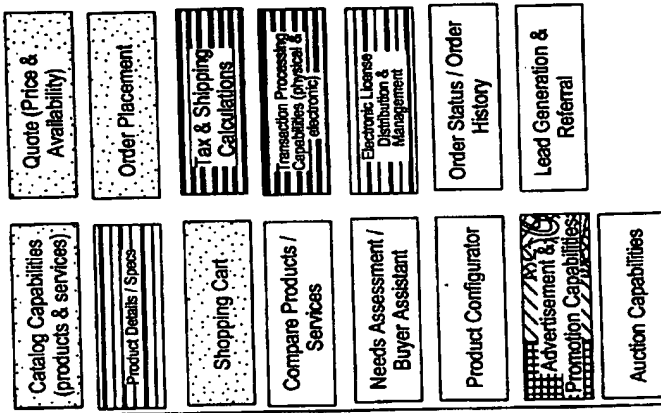 Catalog Capabilities
(products & services)
Product Details / Specs
Shopping Cart
Compare Products /
Services
Needs Assessment /
Buyer Assistant
Product Configurator
Advertisement &
Promotion Capabilities
Auction Capabilities
Quote (Price &
Availability)
Order Placement
Tax & Shipping
Calculations
Transaction Processing
Capabilities (physical &
electronic)
Electronic License
Distribution &
Management
Order Status / Order
History
Lead Generation &
Referral